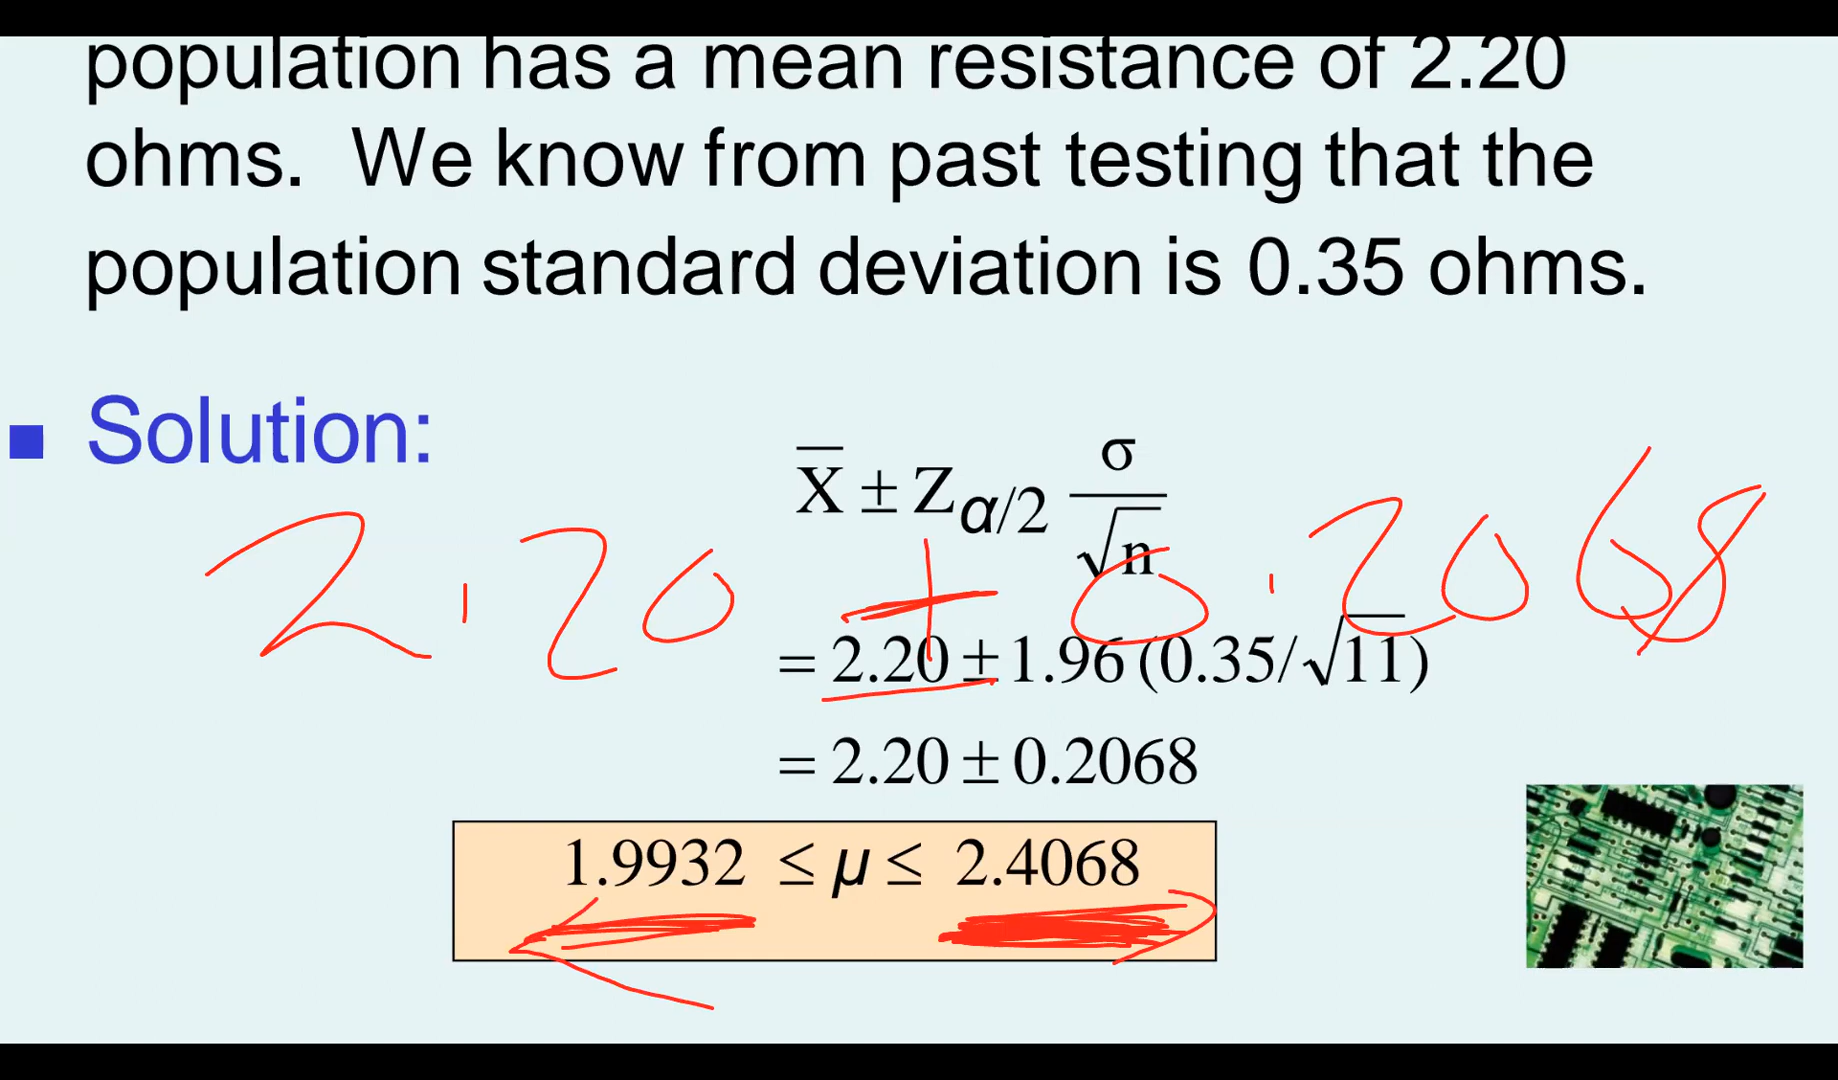 population has a mean resistance of 2.20
ohms. We know from past testing that the
population standard deviation is 0.35 ohms.
Solution:
X̅ ± Zα/2 σ/√n
2.20 + 0.2068
= 2.20 ± 1.96 (0.35/√11)
= 2.20 ± 0.2068
1.9932 ≤ μ ≤ 2.4068